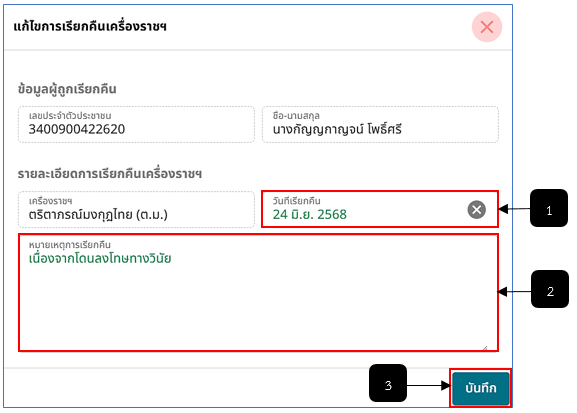 แก้ไขการเรียกคืนเครื่องราชฯ
ข้อมูลผู้ถูกเรียกคืน
เลขประจำตัวประชาชน
3400900422620
ชื่อ-นามสกุล
นางกัญญกาญจน์ โพธิ์ศรี
รายละเอียดการเรียกคืนเครื่องราชฯ
เครื่องราชฯ
ตริตาภรณ์มงกุฎไทย (ต.ม.)
วันที่เรียกคืน
24 มิ.ย. 2568
1
หมายเหตุการเรียกคืน
เนื่องจากโดนลงโทษทางวินัย
2
3
บันทึก